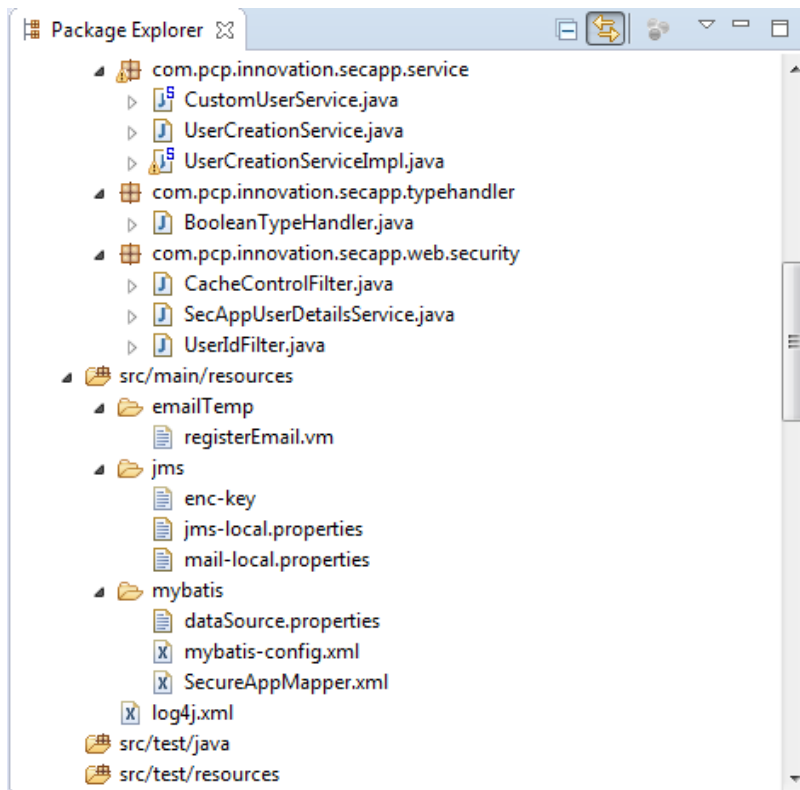 Package Explorer
com.pcp.innovation.secapp.service
CustomUserService.java
UserCreationService.java
UserCreationServiceImpl.java
com.pcp.innovation.secapp.typehandler
BooleanTypeHandler.java
com.pcp.innovation.secapp.web.security
CacheControlFilter.java
SecAppUserDetailsService.java
UserIdFilter.java
src/main/resources
emailTemp
registerEmail.vm
jms
enc-key
jms-local.properties
mail-local.properties
mybatis
dataSource.properties
mybatis-config.xml
SecureAppMapper.xml
log4j.xml
src/test/java
src/test/resources